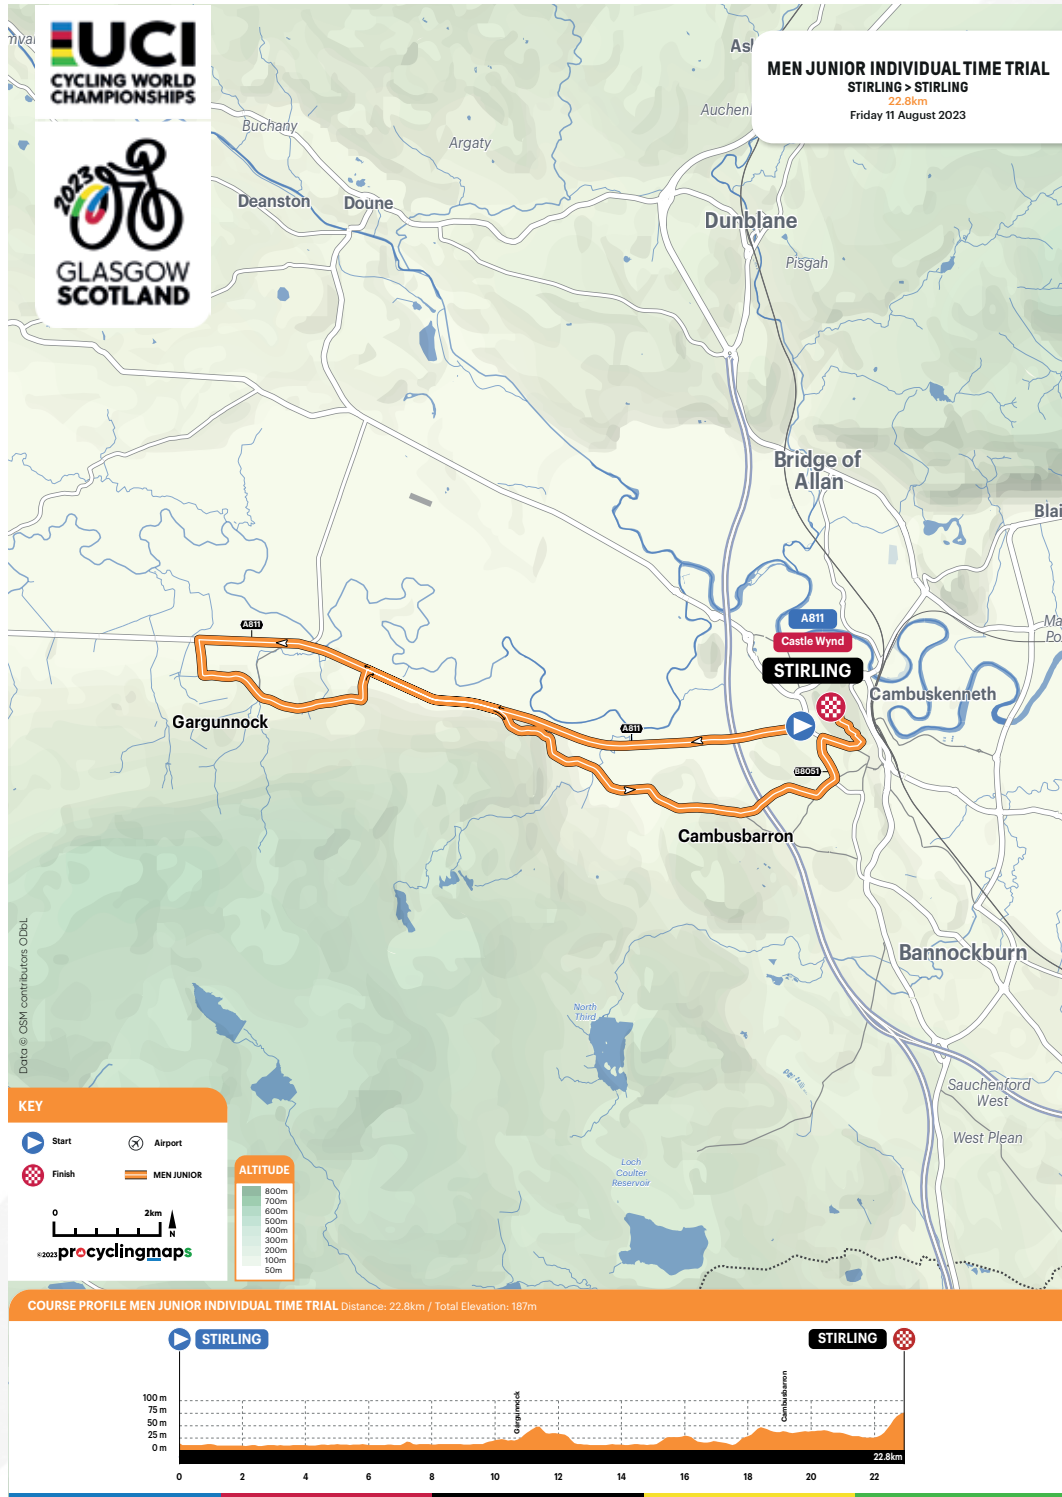 UCI
CYCLING WORLD
CHAMPIONSHIPS
2023
GLASGOW
SCOTLAND
MEN JUNIOR INDIVIDUAL TIME TRIAL
STIRLING > STIRLING
22.8km
Friday 11 August 2023
Buchany
Argaty
Deanston
Doune
Dunblane
Pisgah
Bridge of
Allan
A811
A811
Castle Wynd
STIRLING
Cambuskenneth
Gargunnock
A811
B8051
Cambusbarron
Bannockburn
North
Third
Sauchenford
West
West Plean
Loch
Coulter
Reservoir
Data © OSM contributors ODbL
KEY
Start
Airport
Finish
MEN JUNIOR
0 2km
N
©2023 procyclingmaps
ALTITUDE
800m
700m
600m
500m
400m
300m
200m
100m
50m
COURSE PROFILE MEN JUNIOR INDIVIDUAL TIME TRIAL Distance: 22.8km / Total Elevation: 187m
STIRLING
STIRLING
Gargunnock
Cambusbarron
100 m
75 m
50 m
25 m
0 m
22.8km
0 2 4 6 8 10 12 14 16 18 20 22